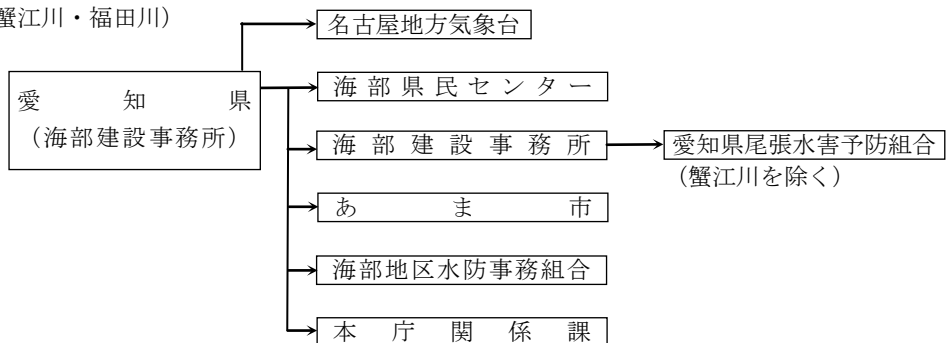 蟹江川・福田川)
名古屋地方気象台
愛知県
(海部建設事務所)
海部県民センター
海部建設事務所
愛知県尾張水害予防組合
(蟹江川を除く)
あま市
海部地区水防事務組合
本庁関係課